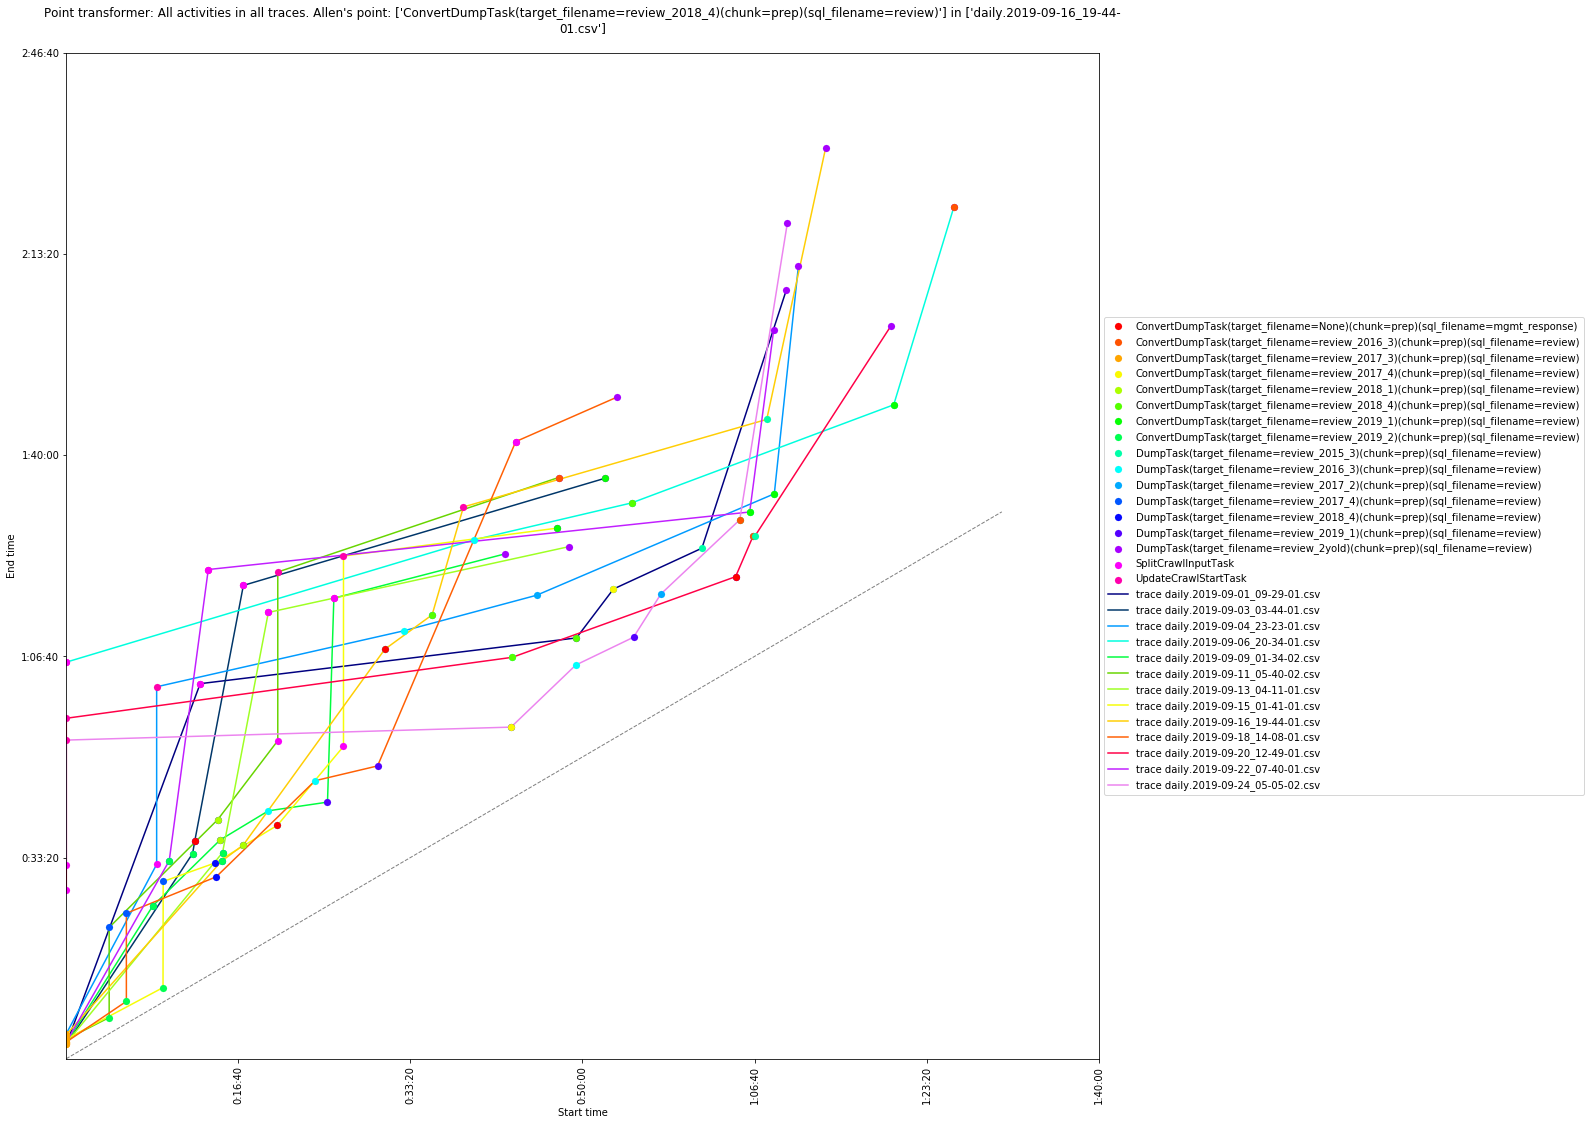 Point transformer: All activities in all traces. Allen's point: ['ConvertDumpTask(target_filename=review_2018_4)(chunk=prep)(sql_filename=review)'] in ['daily.2019-09-16_19-44-
01.csv']
2:46:40
2:13:20
1:40:00
1:06:40
0:33:20
End time
0:16:40
0:33:20
0:50:00
1:06:40
1:23:20
1:40:00
Start time
ConvertDumpTask(target_filename=None)(chunk=prep)(sql_filename=mgmt_response)
ConvertDumpTask(target_filename=review_2016_3)(chunk=prep)(sql_filename=review)
ConvertDumpTask(target_filename=review_2017_3)(chunk=prep)(sql_filename=review)
ConvertDumpTask(target_filename=review_2017_4)(chunk=prep)(sql_filename=review)
ConvertDumpTask(target_filename=review_2018_1)(chunk=prep)(sql_filename=review)
ConvertDumpTask(target_filename=review_2018_4)(chunk=prep)(sql_filename=review)
ConvertDumpTask(target_filename=review_2019_1)(chunk=prep)(sql_filename=review)
ConvertDumpTask(target_filename=review_2019_2)(chunk=prep)(sql_filename=review)
DumpTask(target_filename=review_2015_3)(chunk=prep)(sql_filename=review)
DumpTask(target_filename=review_2016_3)(chunk=prep)(sql_filename=review)
DumpTask(target_filename=review_2017_2)(chunk=prep)(sql_filename=review)
DumpTask(target_filename=review_2017_4)(chunk=prep)(sql_filename=review)
DumpTask(target_filename=review_2018_4)(chunk=prep)(sql_filename=review)
DumpTask(target_filename=review_2019_1)(chunk=prep)(sql_filename=review)
DumpTask(target_filename=review_2yold)(chunk=prep)(sql_filename=review)
SplitCrawlInputTask
UpdateCrawlStartTask
trace daily.2019-09-01_09-29-01.csv
trace daily.2019-09-03_03-44-01.csv
trace daily.2019-09-04_23-23-01.csv
trace daily.2019-09-06_20-34-01.csv
trace daily.2019-09-09_01-34-02.csv
trace daily.2019-09-11_05-40-02.csv
trace daily.2019-09-13_04-11-01.csv
trace daily.2019-09-15_01-41-01.csv
trace daily.2019-09-16_19-44-01.csv
trace daily.2019-09-18_14-08-01.csv
trace daily.2019-09-20_12-49-01.csv
trace daily.2019-09-22_07-40-01.csv
trace daily.2019-09-24_05-05-02.csv